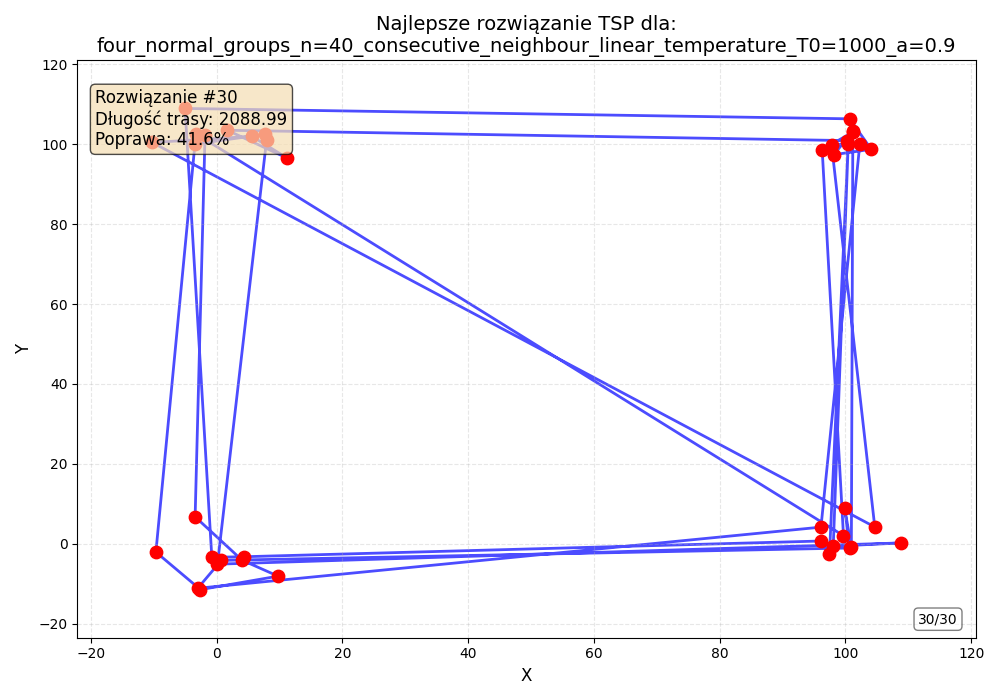 Najlepsze rozwiązanie TSP dla:
four_normal_groups_n=40_consecutive_neighbour_linear_temperature_T0=1000_a=0.9
Rozwiązanie #30
Długość trasy: 2088.99
Poprawa: 41.6%
120
100
80
60
40
20
0
−20
Y
30/30
−20
0
20
40
60
80
100
120
X